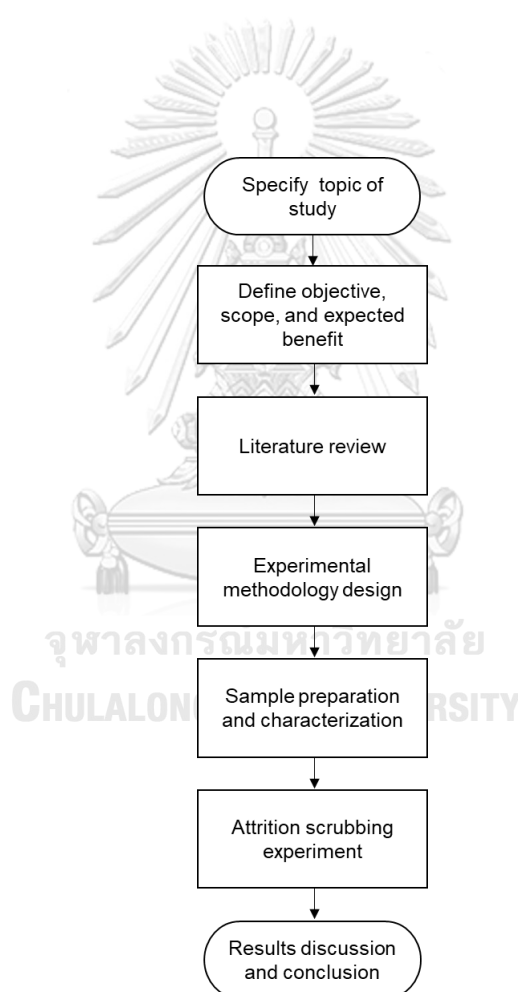 Specify topic of
study
Define objective,
scope, and expected
benefit
Literature review
Experimental
methodology design
จุฬาลงกรณ์มหาวิทยาลัย
Sample preparation
and characterization
Attrition scrubbing
experiment
Results discussion
and conclusion